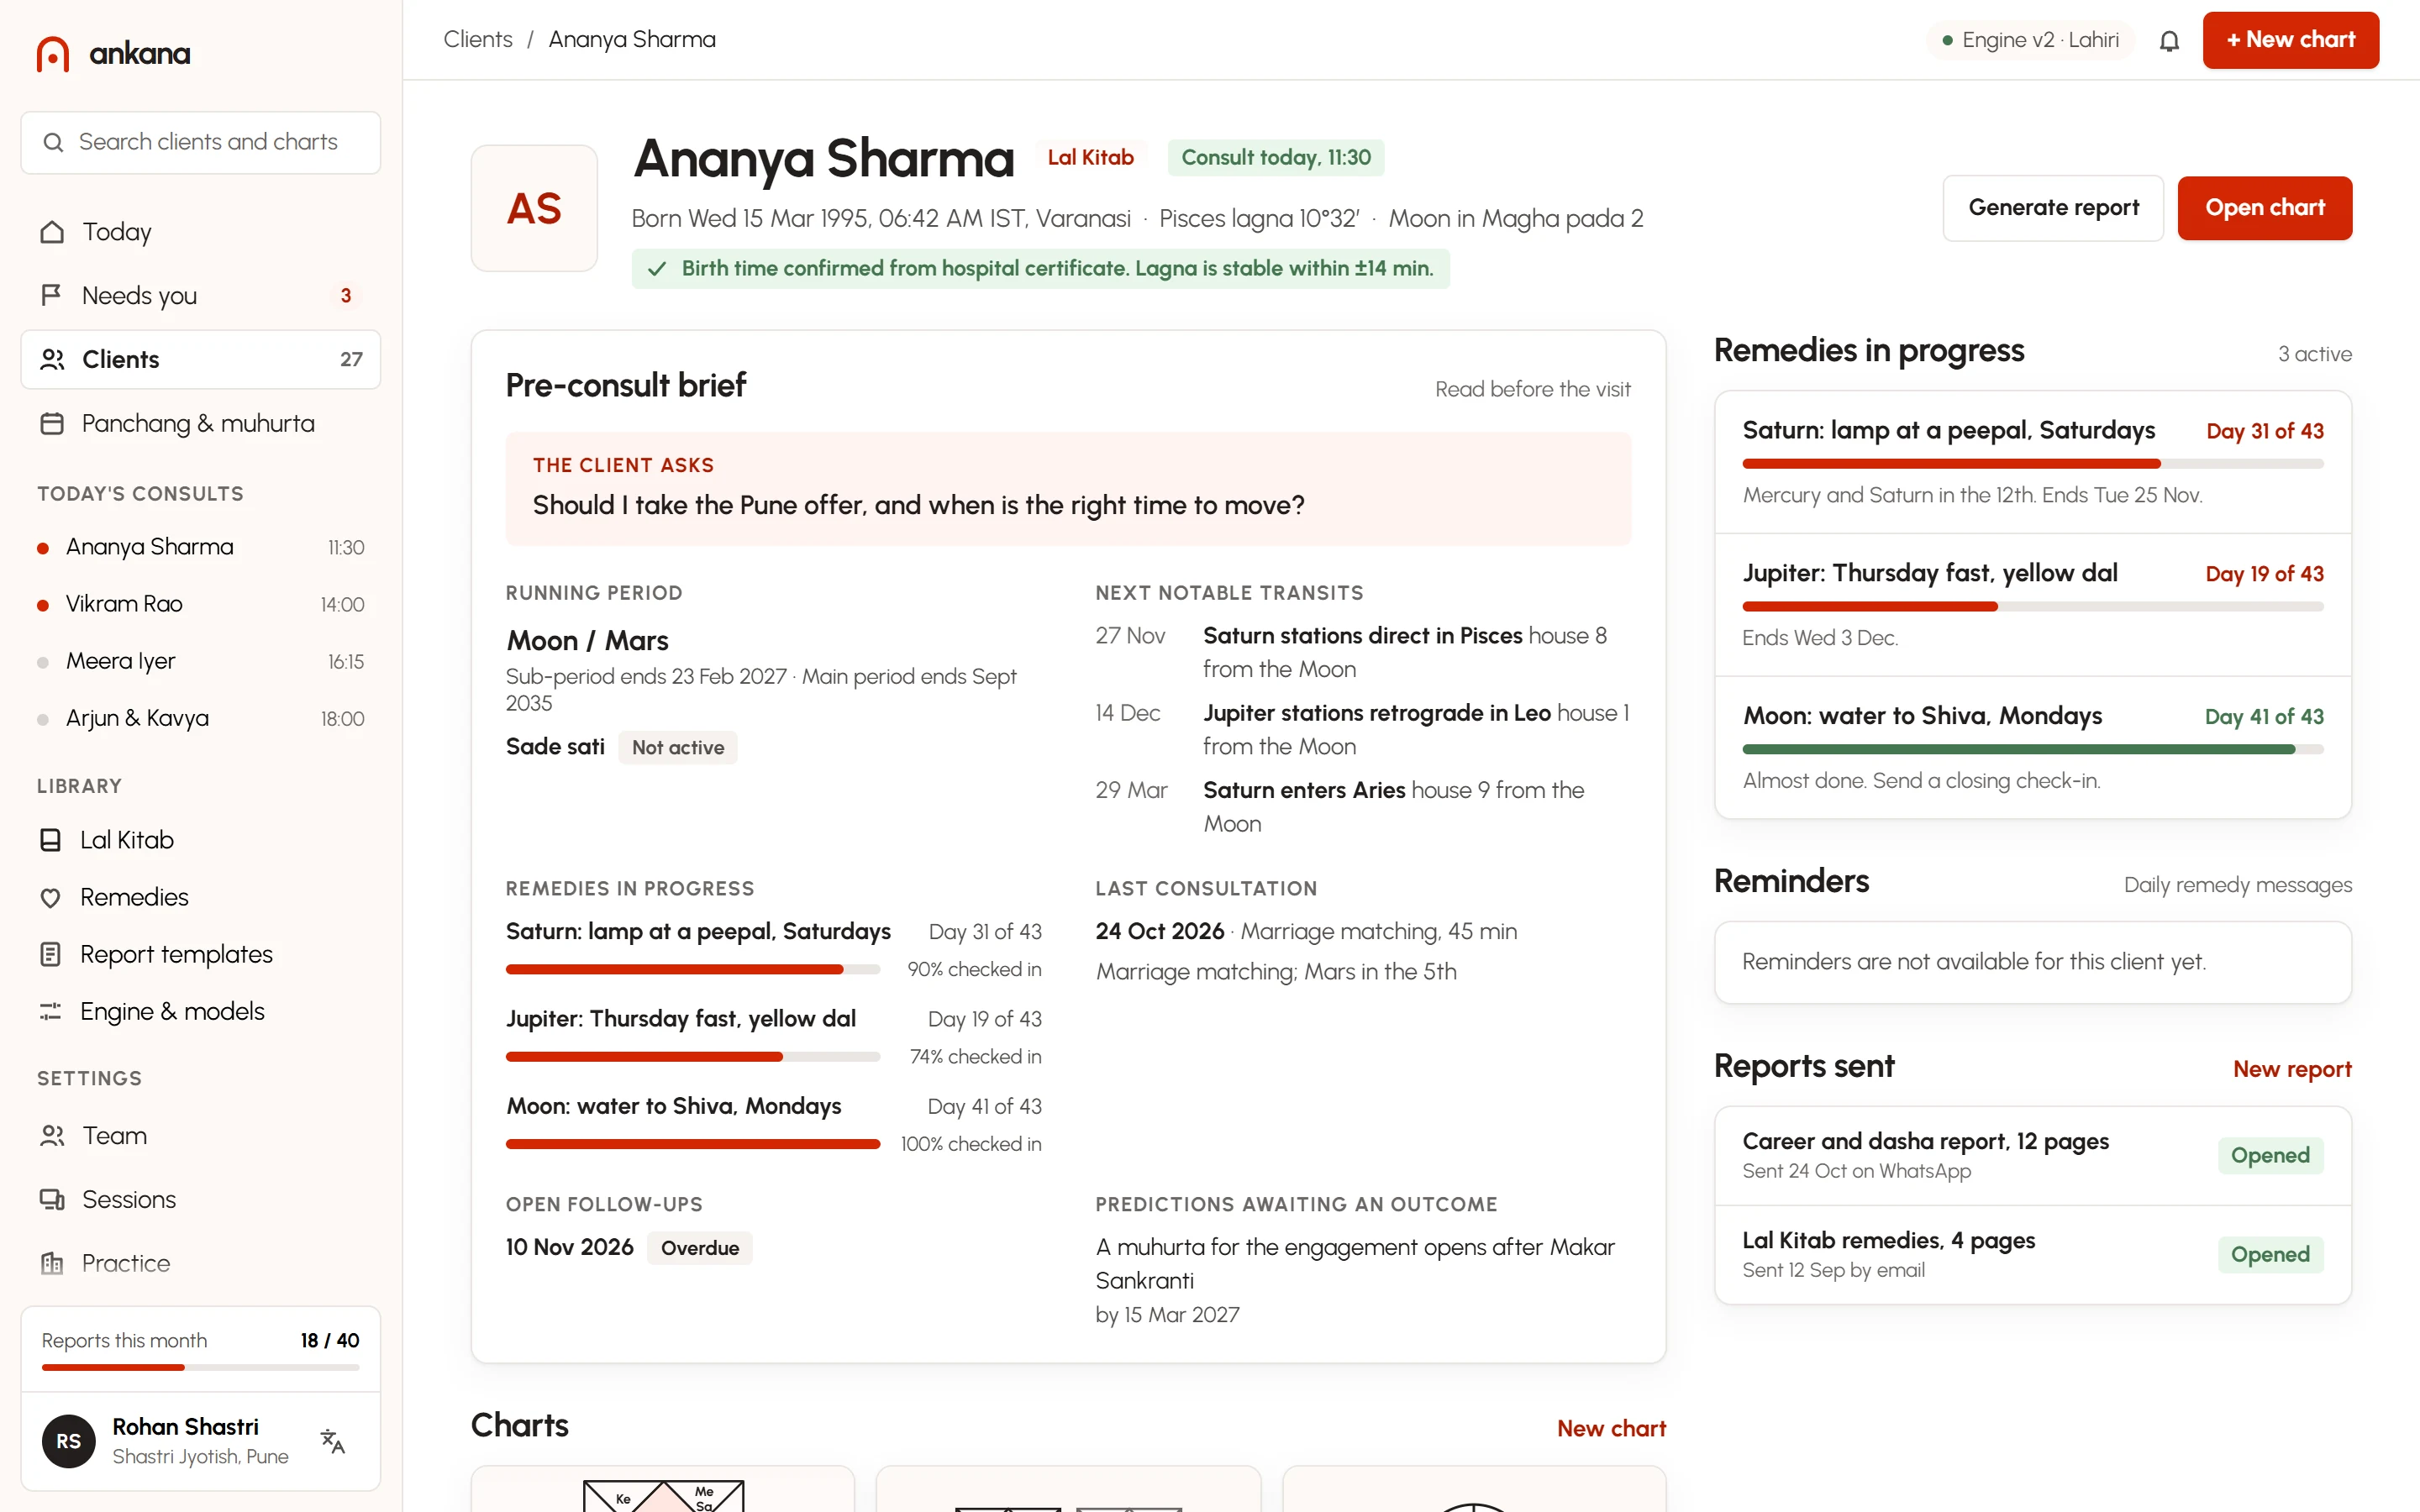 ankana
Search clients and charts
Today
Needs you 3
Clients 27
Panchang & muhurta
TODAY'S CONSULTS
Ananya Sharma 11:30
Vikram Rao 14:00
Meera Iyer 16:15
Arjun & Kavya 18:00
LIBRARY
Lal Kitab
Remedies
Report templates
Engine & models
SETTINGS
Team
Sessions
Practice
Reports this month 18 / 40
RS
Rohan Shastri
Shastri Jyotish, Pune
Clients / Ananya Sharma
Engine v2 · Lahiri
+ New chart
AS
Ananya Sharma Lal Kitab Consult today, 11:30
Born Wed 15 Mar 1995, 06:42 AM IST, Varanasi · Pisces lagna 10°32′ · Moon in Magha pada 2
Birth time confirmed from hospital certificate. Lagna is stable within ±14 min.
Generate report
Open chart
Pre-consult brief Read before the visit
THE CLIENT ASKS
Should I take the Pune offer, and when is the right time to move?
RUNNING PERIOD
Moon / Mars
Sub-period ends 23 Feb 2027 · Main period ends Sept
2035
Sade sati Not active
NEXT NOTABLE TRANSITS
27 Nov Saturn stations direct in Pisces house 8
from the Moon
14 Dec Jupiter stations retrograde in Leo house 1
from the Moon
29 Mar Saturn enters Aries house 9 from the
Moon
REMEDIES IN PROGRESS
Saturn: lamp at a peepal, Saturdays Day 31 of 43
90% checked in
Jupiter: Thursday fast, yellow dal Day 19 of 43
74% checked in
Moon: water to Shiva, Mondays Day 41 of 43
100% checked in
LAST CONSULTATION
24 Oct 2026 · Marriage matching, 45 min
Marriage matching; Mars in the 5th
OPEN FOLLOW-UPS
10 Nov 2026 Overdue
PREDICTIONS AWAITING AN OUTCOME
A muhurta for the engagement opens after Makar
Sankranti
by 15 Mar 2027
Charts New chart
Ke
Me
Sa
Remedies in progress 3 active
Saturn: lamp at a peepal, Saturdays Day 31 of 43
Mercury and Saturn in the 12th. Ends Tue 25 Nov.
Jupiter: Thursday fast, yellow dal Day 19 of 43
Ends Wed 3 Dec.
Moon: water to Shiva, Mondays Day 41 of 43
Almost done. Send a closing check-in.
Reminders Daily remedy messages
Reminders are not available for this client yet.
Reports sent New report
Career and dasha report, 12 pages
Sent 24 Oct on WhatsApp
Opened
Lal Kitab remedies, 4 pages
Sent 12 Sep by email
Opened